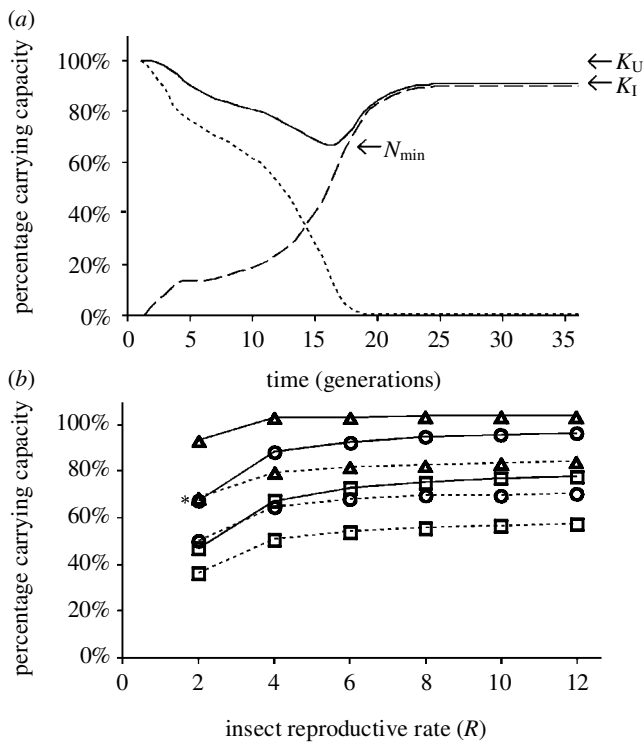 (a)
percentage carrying capacity
100%
80%
60%
40%
20%
0%
← K_U
← K_I
← N_min
0 5 10 15 20 25 30 35
time (generations)
(b)
percentage carrying capacity
100%
80%
60%
40%
20%
0%
*
0 2 4 6 8 10 12
insect reproductive rate (R)